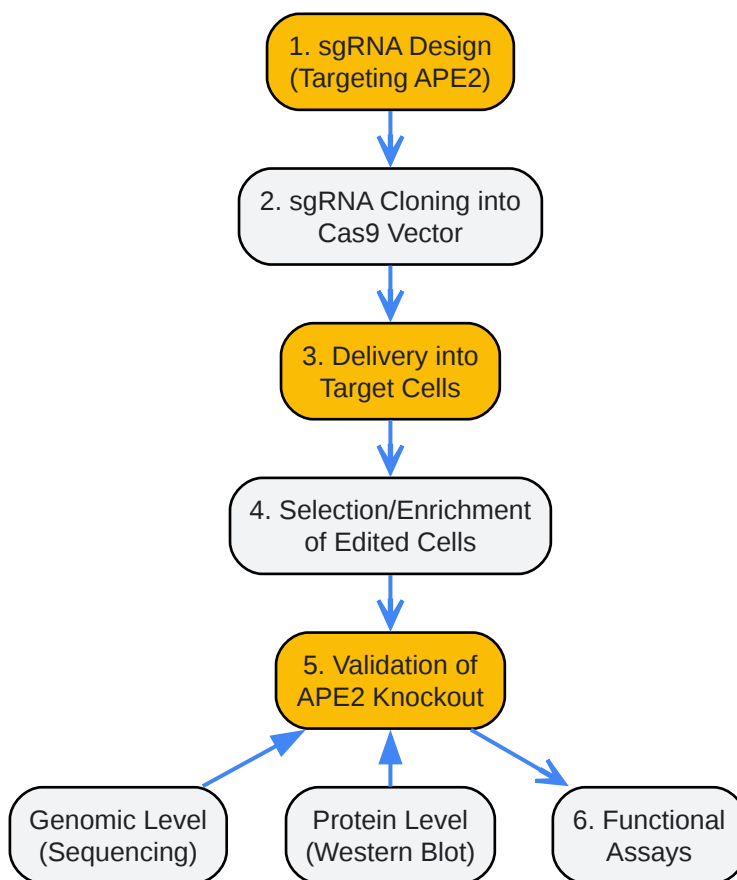 1. sgRNA Design
(Targeting APE2)
2. sgRNA Cloning into
Cas9 Vector
3. Delivery into
Target Cells
4. Selection/Enrichment
of Edited Cells
5. Validation of
APE2 Knockout
Genomic Level
(Sequencing)
Protein Level
(Western Blot)
6. Functional
Assays